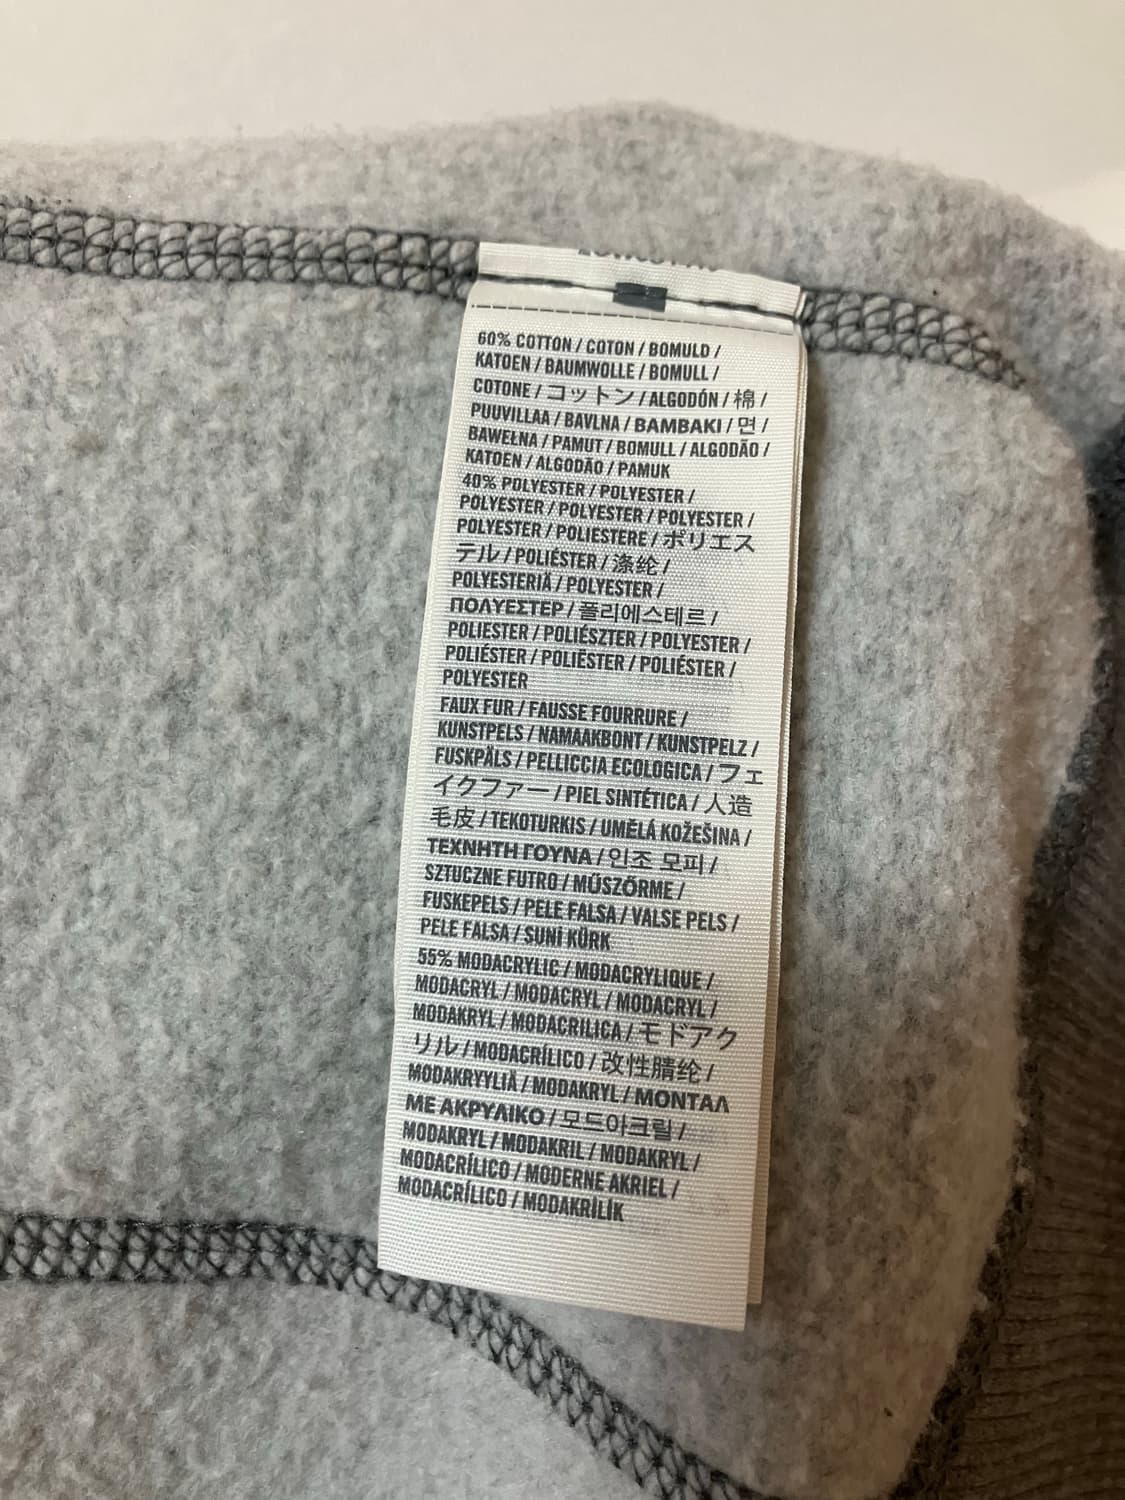 60% COTTON / COTON / BOMULD /
KATOEN / BAUMWOLLE / BOMULL /
COTONE / コットン / ALGODÓN / 棉 /
PUUVILLAA / BAVLNA / BAMBAKI / 면 /
BAWEŁNA / PAMUT / BOMULL / ALGODÃO /
KATOEN / ALGODÃO / PAMUK
40% POLYESTER / POLYESTER /
POLYESTER / POLYESTER / POLYESTER /
POLYESTER / POLIESTERE / ポリエス
テル / POLIÉSTER / 涤纶 /
POLYESTERIÄ / POLYESTER /
ΠΟΛΥΕΣΤΕΡ / 폴리에스테르 /
POLIESTER / POLIÉSZTER / POLYESTER /
POLIÉSTER / POLIËSTER / POLIÉSTER /
POLYESTER
FAUX FUR / FAUSSE FOURRURE /
KUNSTPELS / NAMAAKBONT / KUNSTPELZ /
FUSKPÄLS / PELLICCIA ECOLOGICA / フェ
イクファー / PIEL SINTÉTICA / 人造
毛皮 / TEKOTURKIS / UMĚLÁ KOŽEŠINA /
ΤΕΧΝΗΤΗ ΓΟΥΝΑ / 인조 모피 /
SZTUCZNE FUTRO / MŰSZŐRME /
FUSKEPELS / PELE FALSA / VALSE PELS /
PELE FALSA / SUNİ KÜRK
55% MODACRYLIC / MODACRYLIQUE /
MODACRYL / MODACRYL / MODACRYL /
MODAKRYL / MODACRILICA / モドアク
リル / MODACRÍLICO / 改性腈纶 /
MODAKRYYLIÄ / MODAKRYL / ΜΟΝΤΑΛ
ΜΕ ΑΚΡΥΛΙΚΟ / 모드아크릴 /
MODAKRYL / MODAKRIL / MODAKRYL /
MODACRÍLICO / MODERNE AKRIEL /
MODACRÍLICO / MODAKRİLİK